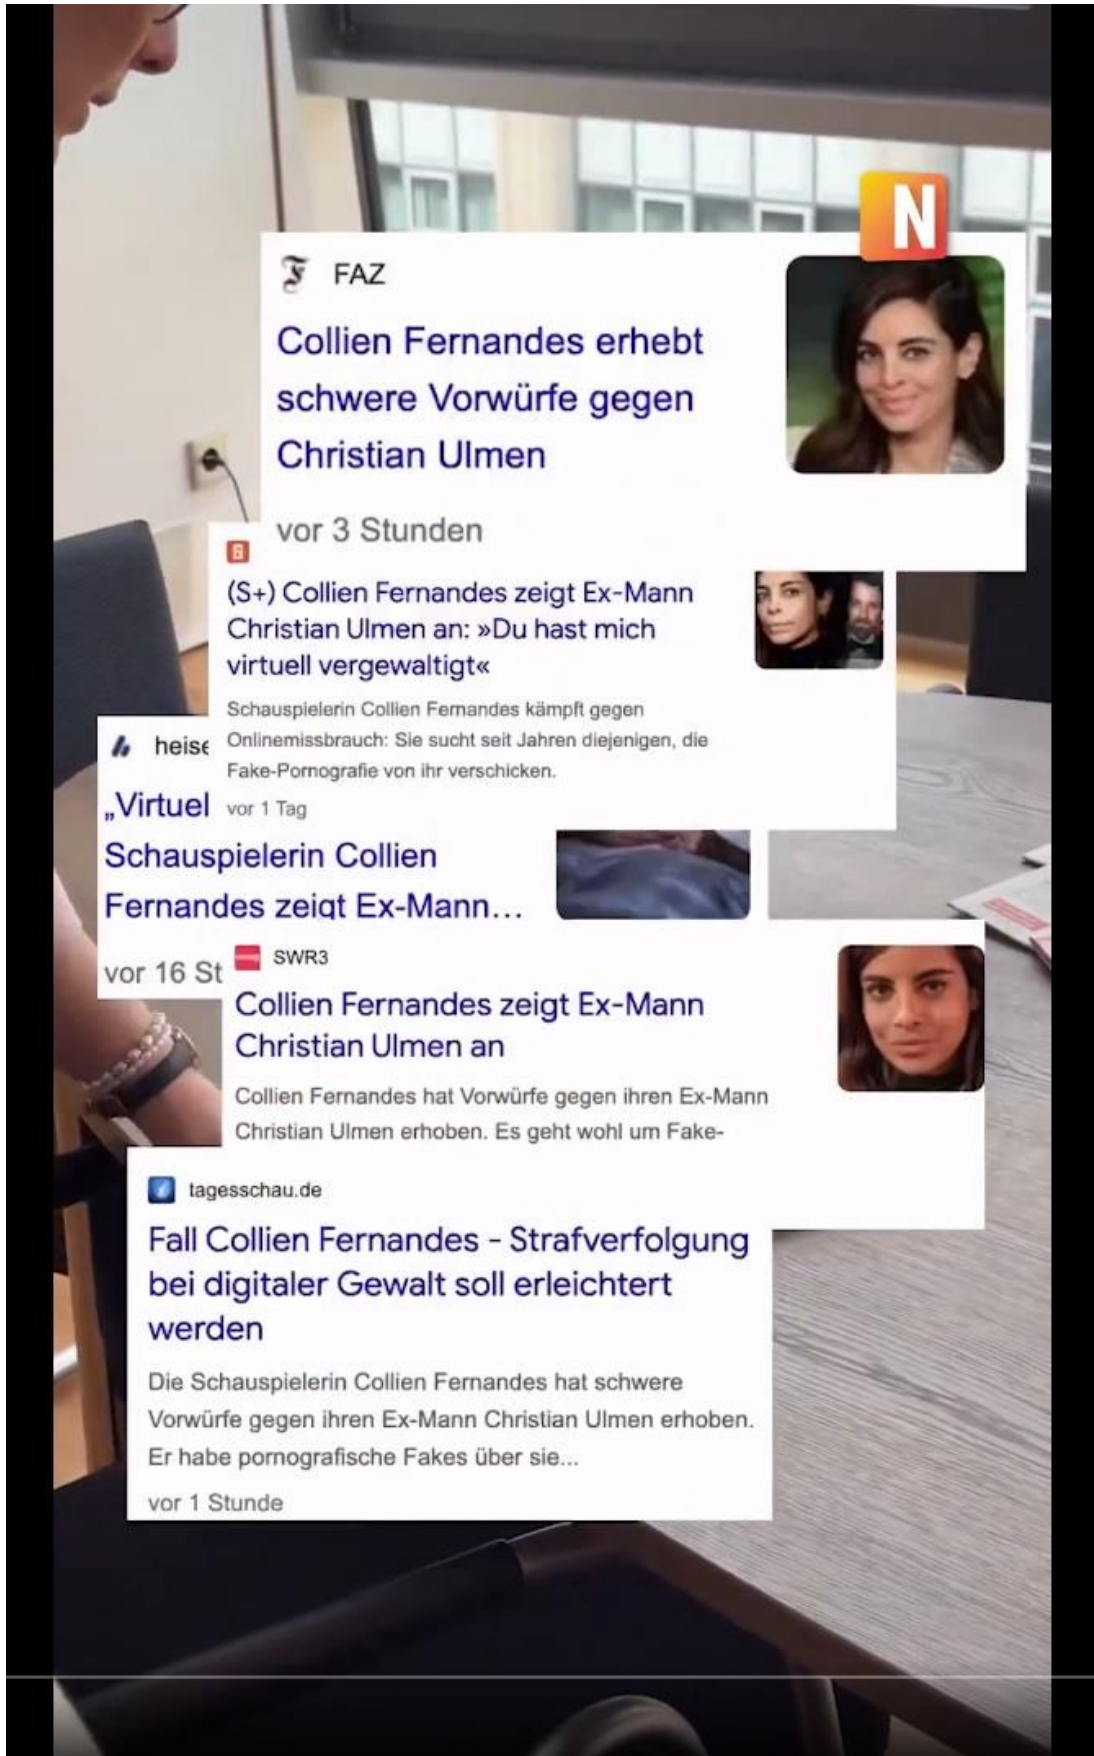 N
FAZ
Collien Fernandes erhebt
schwere Vorwürfe gegen
Christian Ulmen
vor 3 Stunden
(S+) Collien Fernandes zeigt Ex-Mann
Christian Ulmen an: »Du hast mich
virtuell vergewaltigt«
Schauspielerin Collien Fernandes kämpft gegen
Onlinemissbrauch: Sie sucht seit Jahren diejenigen, die
Fake-Pornografie von ihr verschicken.
vor 1 Tag
heise
„Virtuel
Schauspielerin Collien
Fernandes zeigt Ex-Mann...
vor 16 St
SWR3
Collien Fernandes zeigt Ex-Mann
Christian Ulmen an
Collien Fernandes hat Vorwürfe gegen ihren Ex-Mann
Christian Ulmen erhoben. Es geht wohl um Fake-
tagesschau.de
Fall Collien Fernandes - Strafverfolgung
bei digitaler Gewalt soll erleichtert
werden
Die Schauspielerin Collien Fernandes hat schwere
Vorwürfe gegen ihren Ex-Mann Christian Ulmen erhoben.
Er habe pornografische Fakes über sie...
vor 1 Stunde